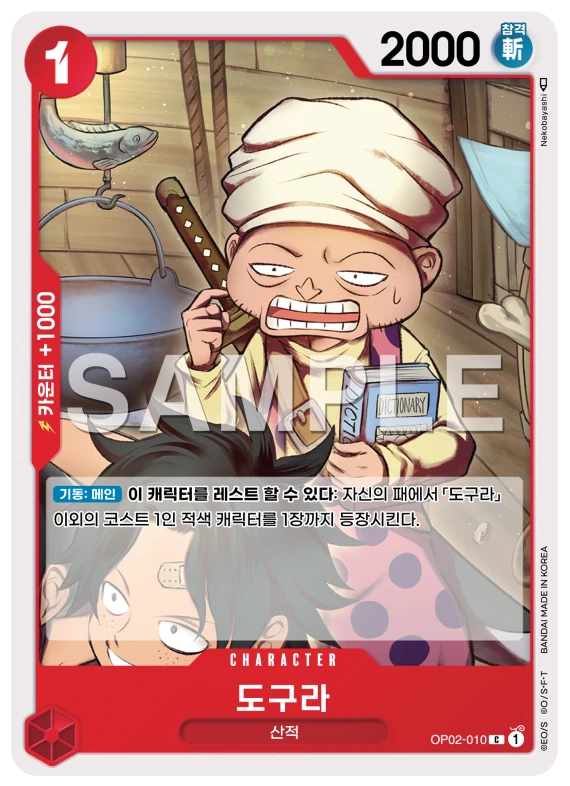 1
2000
참격
斬
Nekobayashi
카운터 +1000
SAMPLE
DICTIONARY
기동: 메인 이 캐릭터를 레스트 할 수 있다: 자신의 패에서 「도구라」
이외의 코스트 1인 적색 캐릭터를 1장까지 등장시킨다.
CHARACTER
도구라
산적
OP02-010 C 1
©E.O/S ©O/S·F·T BANDAI MADE IN KOREA